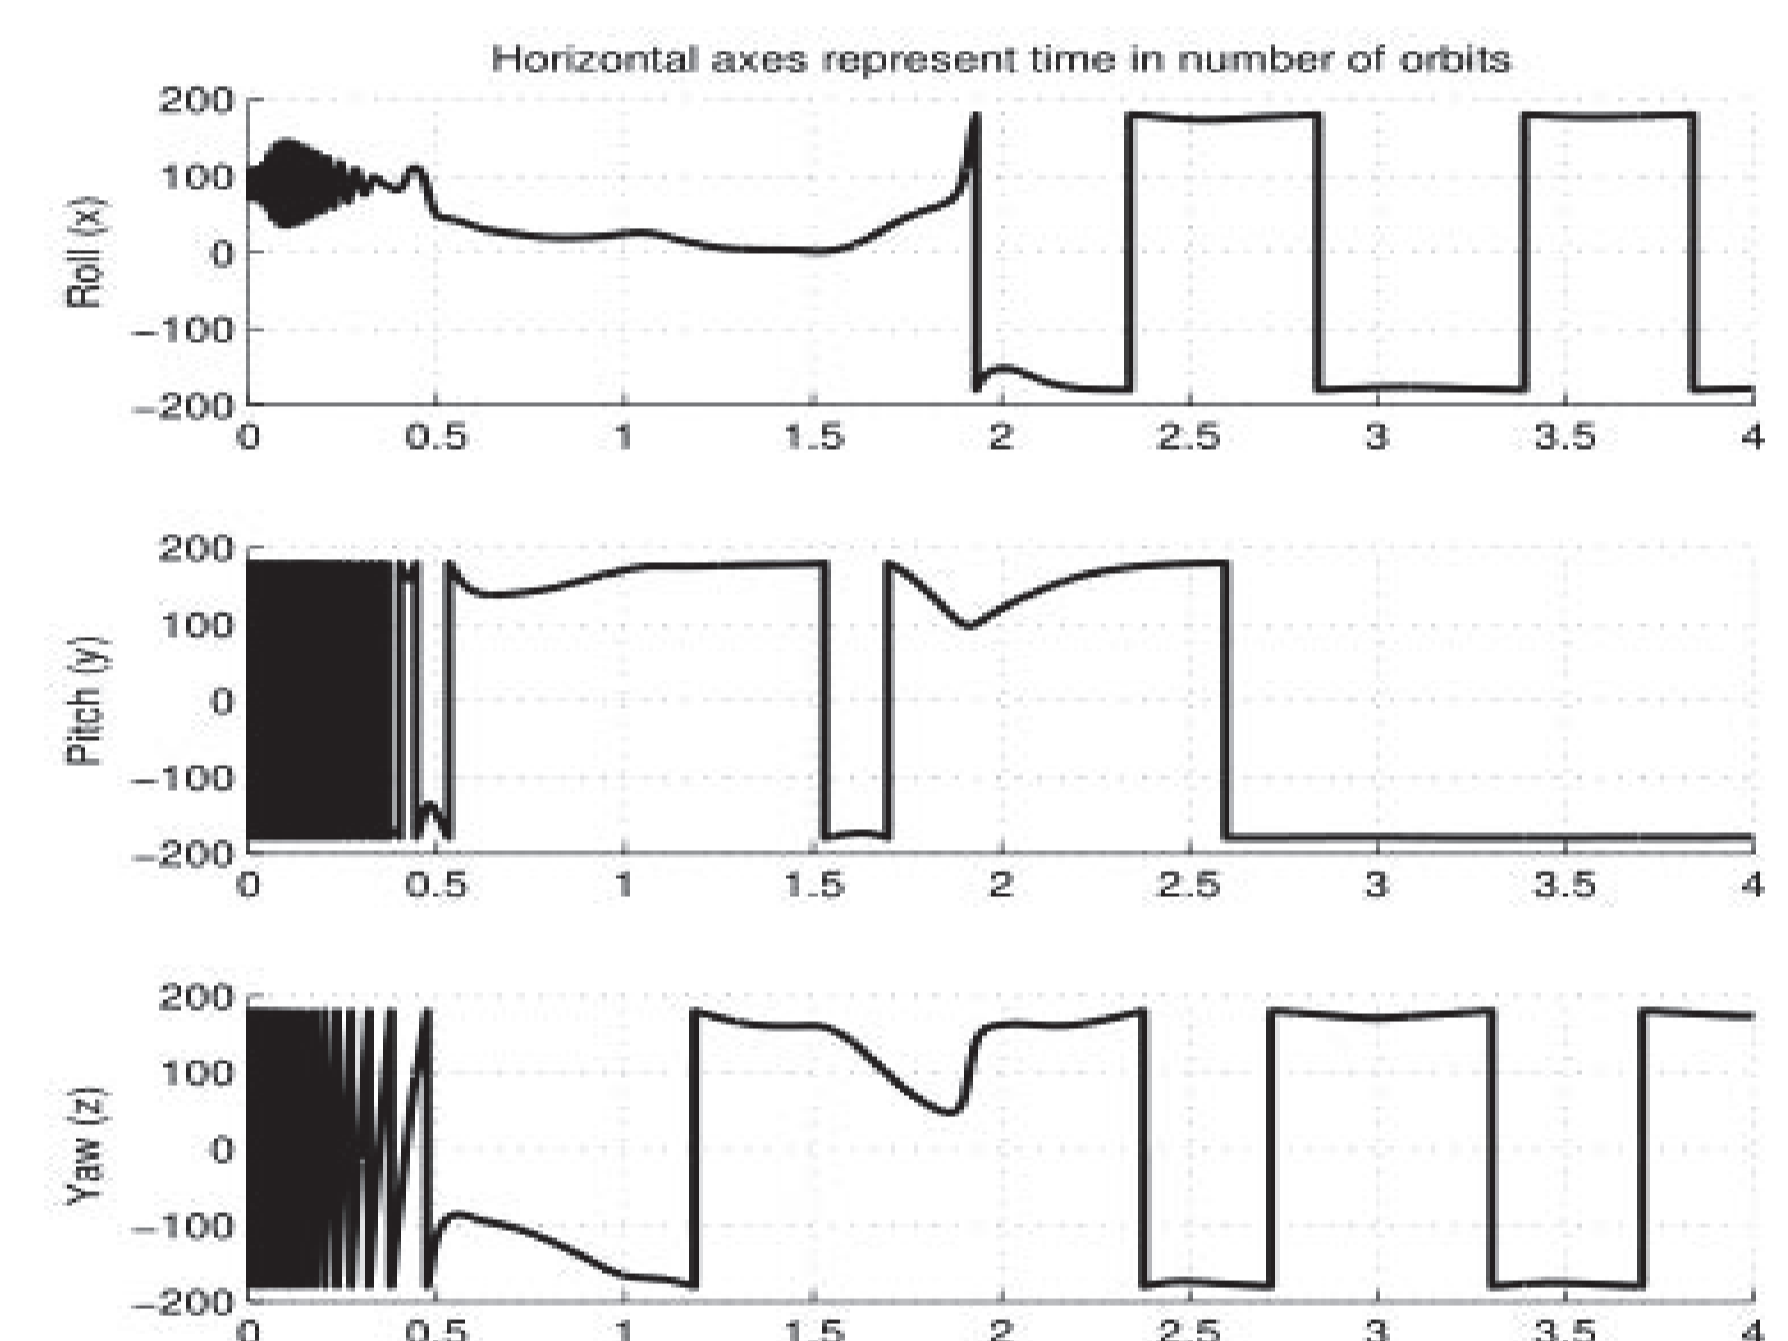 Horizontal axes represent time in number of orbits
200
100
0
−100
−200
Roll (x)
0 0.5 1 1.5 2 2.5 3 3.5 4
200
100
0
−100
−200
Pitch (y)
0 0.5 1 1.5 2 2.5 3 3.5 4
200
100
0
−100
−200
Yaw (z)
0 0.5 1 1.5 2 2.5 3 3.5 4